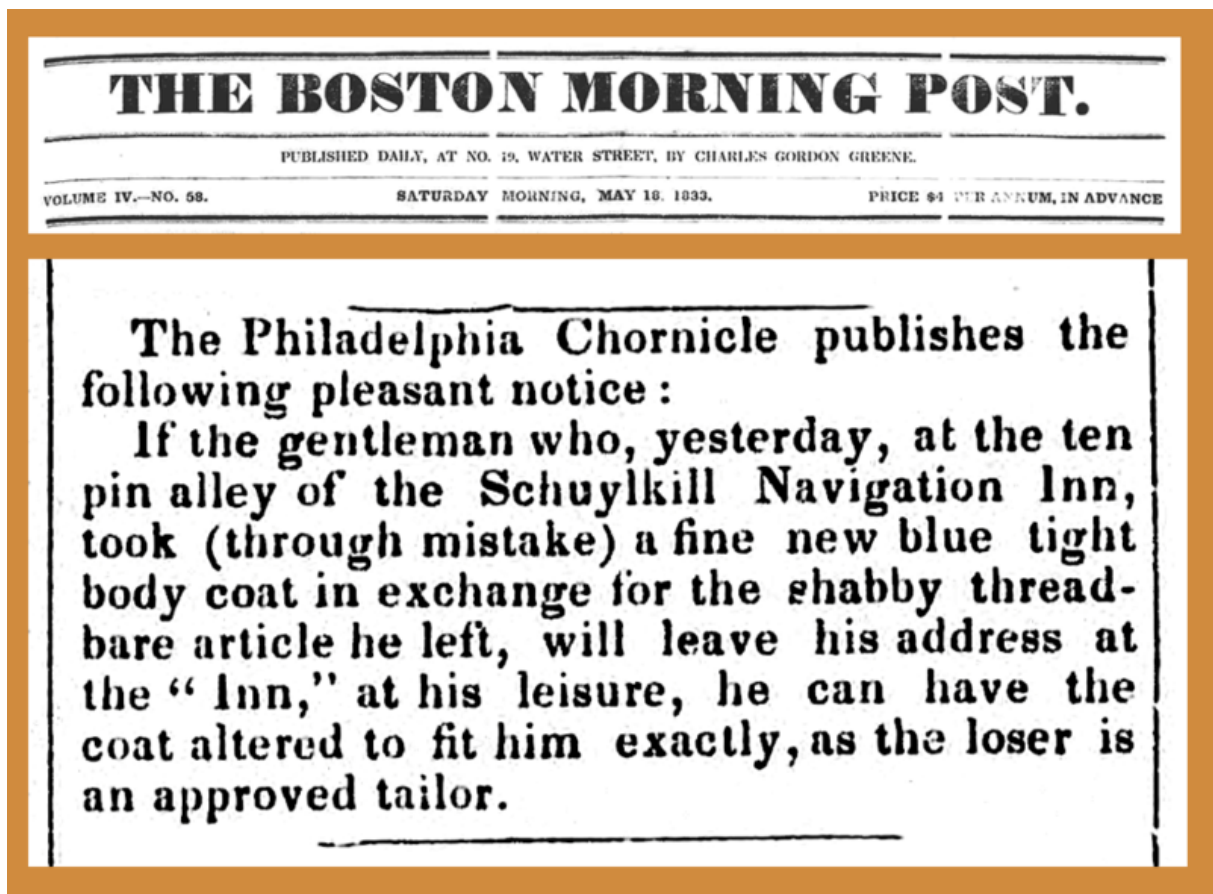 THE BOSTON MORNING POST.
PUBLISHED DAILY, AT NO. 19, WATER STREET, BY CHARLES GORDON GREENE.
VOLUME IV.—NO. 58. SATURDAY MORNING, MAY 18. 1833. PRICE $4 PER ANNUM, IN ADVANCE
The Philadelphia Chornicle publishes the
following pleasant notice :
If the gentleman who, yesterday, at the ten
pin alley of the Schuylkill Navigation Inn,
took (through mistake) a fine new blue tight
body coat in exchange for the shabby thread-
bare article he left, will leave his address at
the “ Inn,” at his leisure, he can have the
coat altered to fit him exactly, as the loser is
an approved tailor.